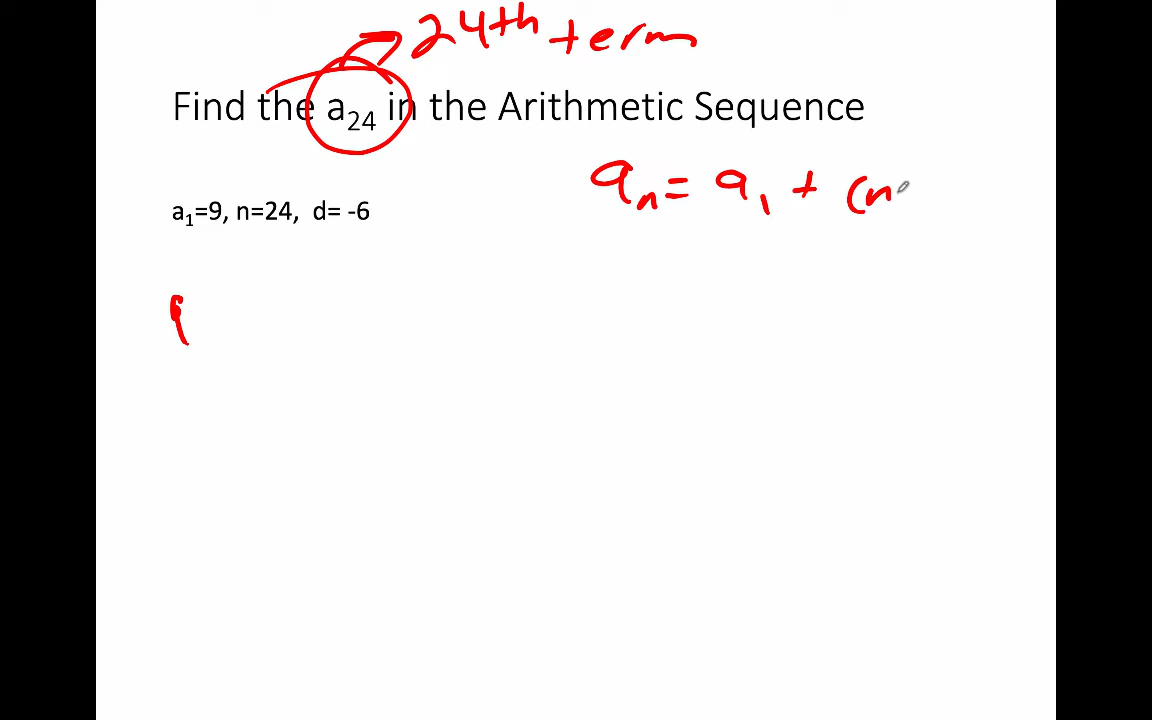 24th term
Find the a₂₄ in the Arithmetic Sequence
aₙ = a₁ + (n
a₁=9, n=24, d= -6